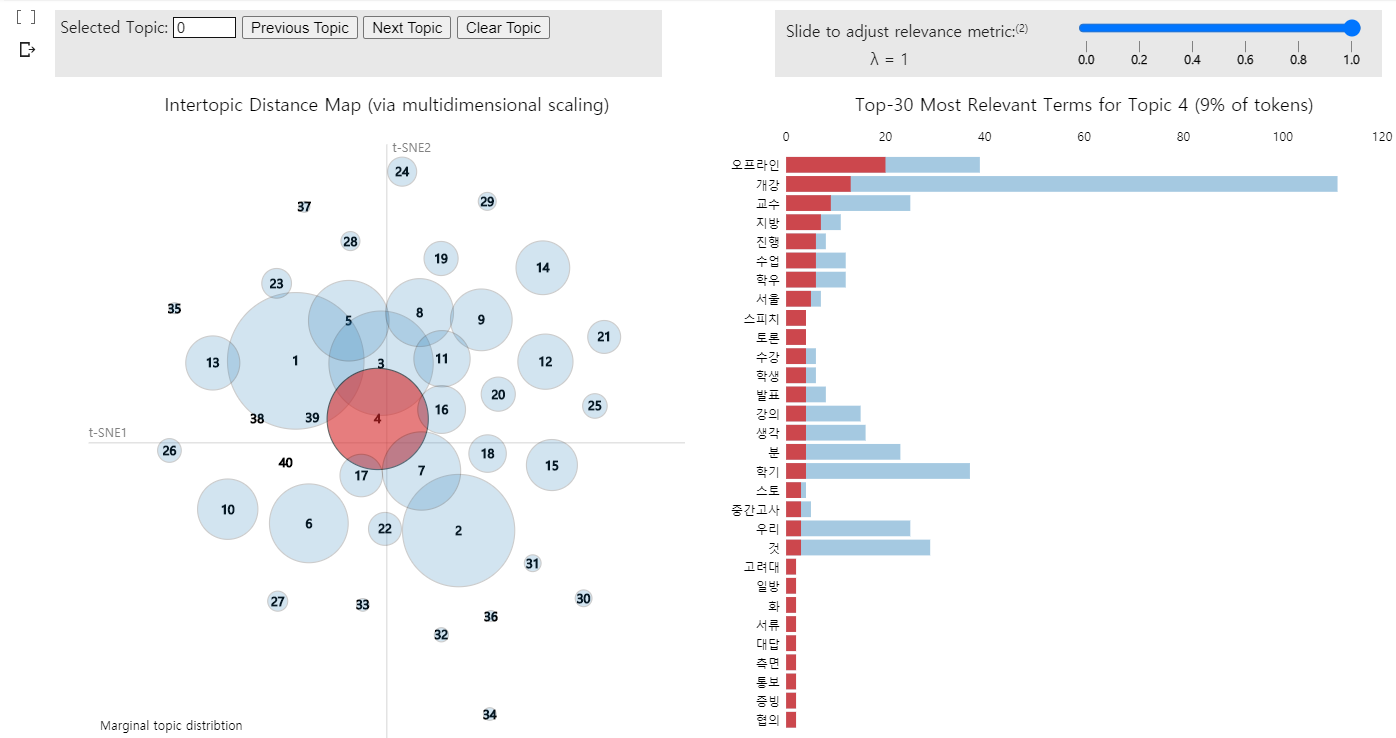 [ ]
Selected Topic: 0 Previous Topic Next Topic Clear Topic
Slide to adjust relevance metric:(2)
λ = 1
0.0 0.2 0.4 0.6 0.8 1.0
Intertopic Distance Map (via multidimensional scaling)
t-SNE2
t-SNE1
24
37
29
28
19
14
23
35
5
8
9
21
13
1
3
11
12
20
25
38
39
4
16
26
40
17
7
18
15
10
6
22
2
31
27
33
30
36
32
34
Marginal topic distribtion
Top-30 Most Relevant Terms for Topic 4 (9% of tokens)
0 20 40 60 80 100 120
오프라인
개강
교수
지방
진행
수업
학우
서울
스피치
토론
수강
학생
발표
강의
생각
분
학기
스토
중간고사
우리
것
고려대
일방
화
서류
대답
측면
통보
증빙
협의